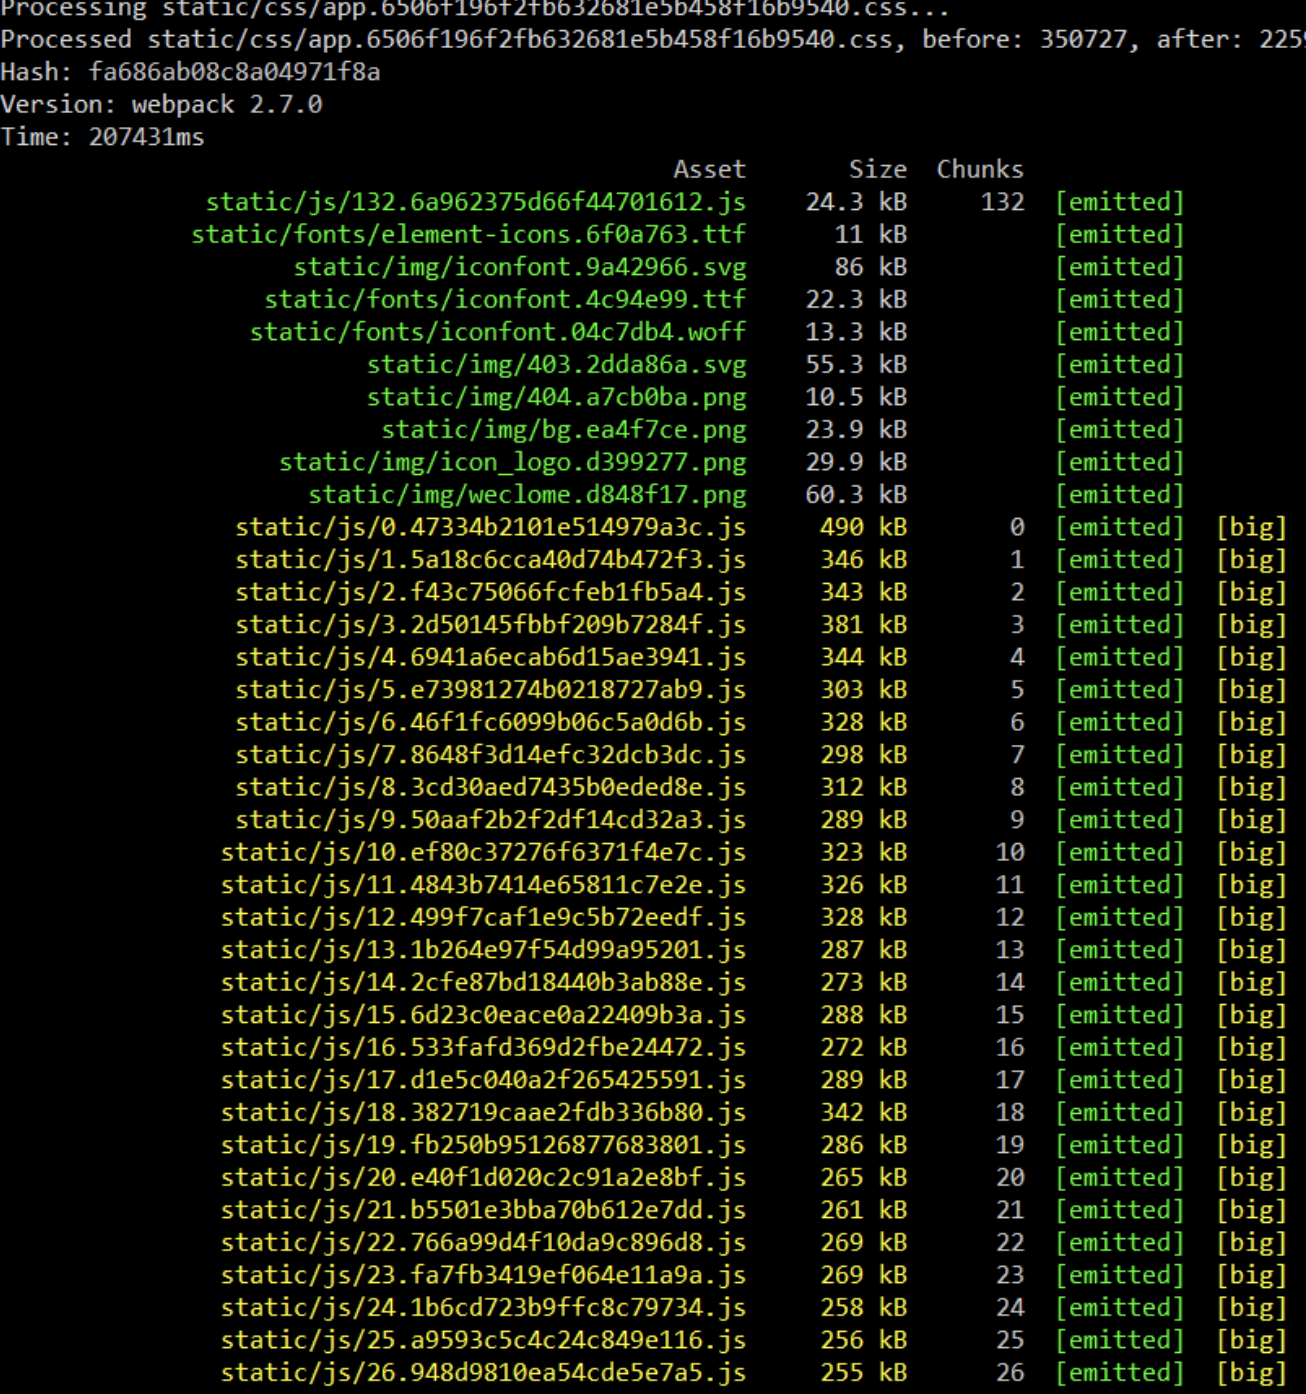 Processing static/css/app.6506f196f2fb632681e5b458f16b9540.css...
Processed static/css/app.6506f196f2fb632681e5b458f16b9540.css, before: 350727, after: 225
Hash: fa686ab08c8a04971f8a
Version: webpack 2.7.0
Time: 207431ms
Asset Size Chunks
static/js/132.6a962375d66f44701612.js 24.3 kB 132 [emitted]
static/fonts/element-icons.6f0a763.ttf 11 kB [emitted]
static/img/iconfont.9a42966.svg 86 kB [emitted]
static/fonts/iconfont.4c94e99.ttf 22.3 kB [emitted]
static/fonts/iconfont.04c7db4.woff 13.3 kB [emitted]
static/img/403.2dda86a.svg 55.3 kB [emitted]
static/img/404.a7cb0ba.png 10.5 kB [emitted]
static/img/bg.ea4f7ce.png 23.9 kB [emitted]
static/img/icon_logo.d399277.png 29.9 kB [emitted]
static/img/weclome.d848f17.png 60.3 kB [emitted]
static/js/0.47334b2101e514979a3c.js 490 kB 0 [emitted] [big]
static/js/1.5a18c6cca40d74b472f3.js 346 kB 1 [emitted] [big]
static/js/2.f43c75066fcfeb1fb5a4.js 343 kB 2 [emitted] [big]
static/js/3.2d50145fbbf209b7284f.js 381 kB 3 [emitted] [big]
static/js/4.6941a6ecab6d15ae3941.js 344 kB 4 [emitted] [big]
static/js/5.e73981274b0218727ab9.js 303 kB 5 [emitted] [big]
static/js/6.46f1fc6099b06c5a0d6b.js 328 kB 6 [emitted] [big]
static/js/7.8648f3d14efc32dcb3dc.js 298 kB 7 [emitted] [big]
static/js/8.3cd30aed7435b0eded8e.js 312 kB 8 [emitted] [big]
static/js/9.50aaf2b2f2df14cd32a3.js 289 kB 9 [emitted] [big]
static/js/10.ef80c37276f6371f4e7c.js 323 kB 10 [emitted] [big]
static/js/11.4843b7414e65811c7e2e.js 326 kB 11 [emitted] [big]
static/js/12.499f7caf1e9c5b72eedf.js 328 kB 12 [emitted] [big]
static/js/13.1b264e97f54d99a95201.js 287 kB 13 [emitted] [big]
static/js/14.2cfe87bd18440b3ab88e.js 273 kB 14 [emitted] [big]
static/js/15.6d23c0eace0a22409b3a.js 288 kB 15 [emitted] [big]
static/js/16.533fafd369d2fbe24472.js 272 kB 16 [emitted] [big]
static/js/17.d1e5c040a2f265425591.js 289 kB 17 [emitted] [big]
static/js/18.382719caae2fdb336b80.js 342 kB 18 [emitted] [big]
static/js/19.fb250b95126877683801.js 286 kB 19 [emitted] [big]
static/js/20.e40f1d020c2c91a2e8bf.js 265 kB 20 [emitted] [big]
static/js/21.b5501e3bba70b612e7dd.js 261 kB 21 [emitted] [big]
static/js/22.766a99d4f10da9c896d8.js 269 kB 22 [emitted] [big]
static/js/23.fa7fb3419ef064e11a9a.js 269 kB 23 [emitted] [big]
static/js/24.1b6cd723b9ffc8c79734.js 258 kB 24 [emitted] [big]
static/js/25.a9593c5c4c24c849e116.js 256 kB 25 [emitted] [big]
static/js/26.948d9810ea54cde5e7a5.js 255 kB 26 [emitted] [big]